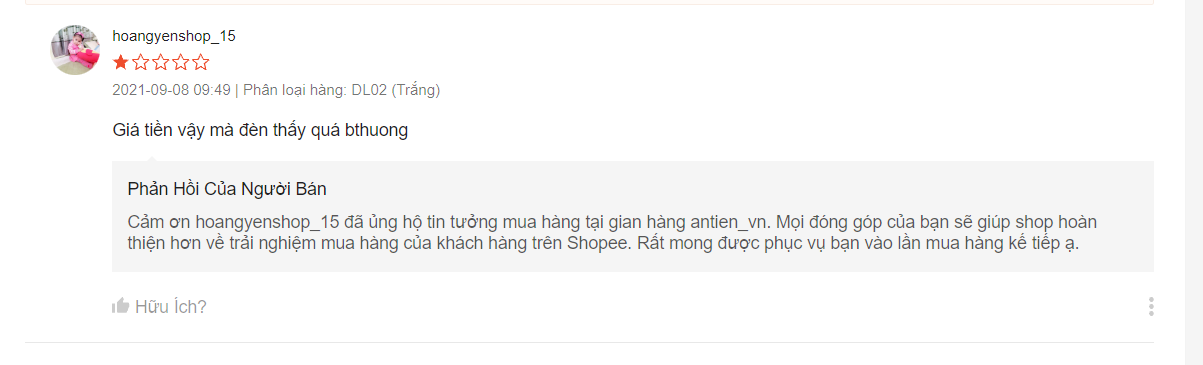 hoangyenshop_15
2021-09-08 09:49 | Phân loại hàng: DL02 (Trắng)
Giá tiền vậy mà đèn thấy quá bthuong
Phản Hồi Của Người Bán
Cảm ơn hoangyenshop_15 đã ủng hộ tin tưởng mua hàng tại gian hàng antien_vn. Mọi đóng góp của bạn sẽ giúp shop hoàn
thiện hơn về trải nghiệm mua hàng của khách hàng trên Shopee. Rất mong được phục vụ bạn vào lần mua hàng kế tiếp ạ.
Hữu Ích?